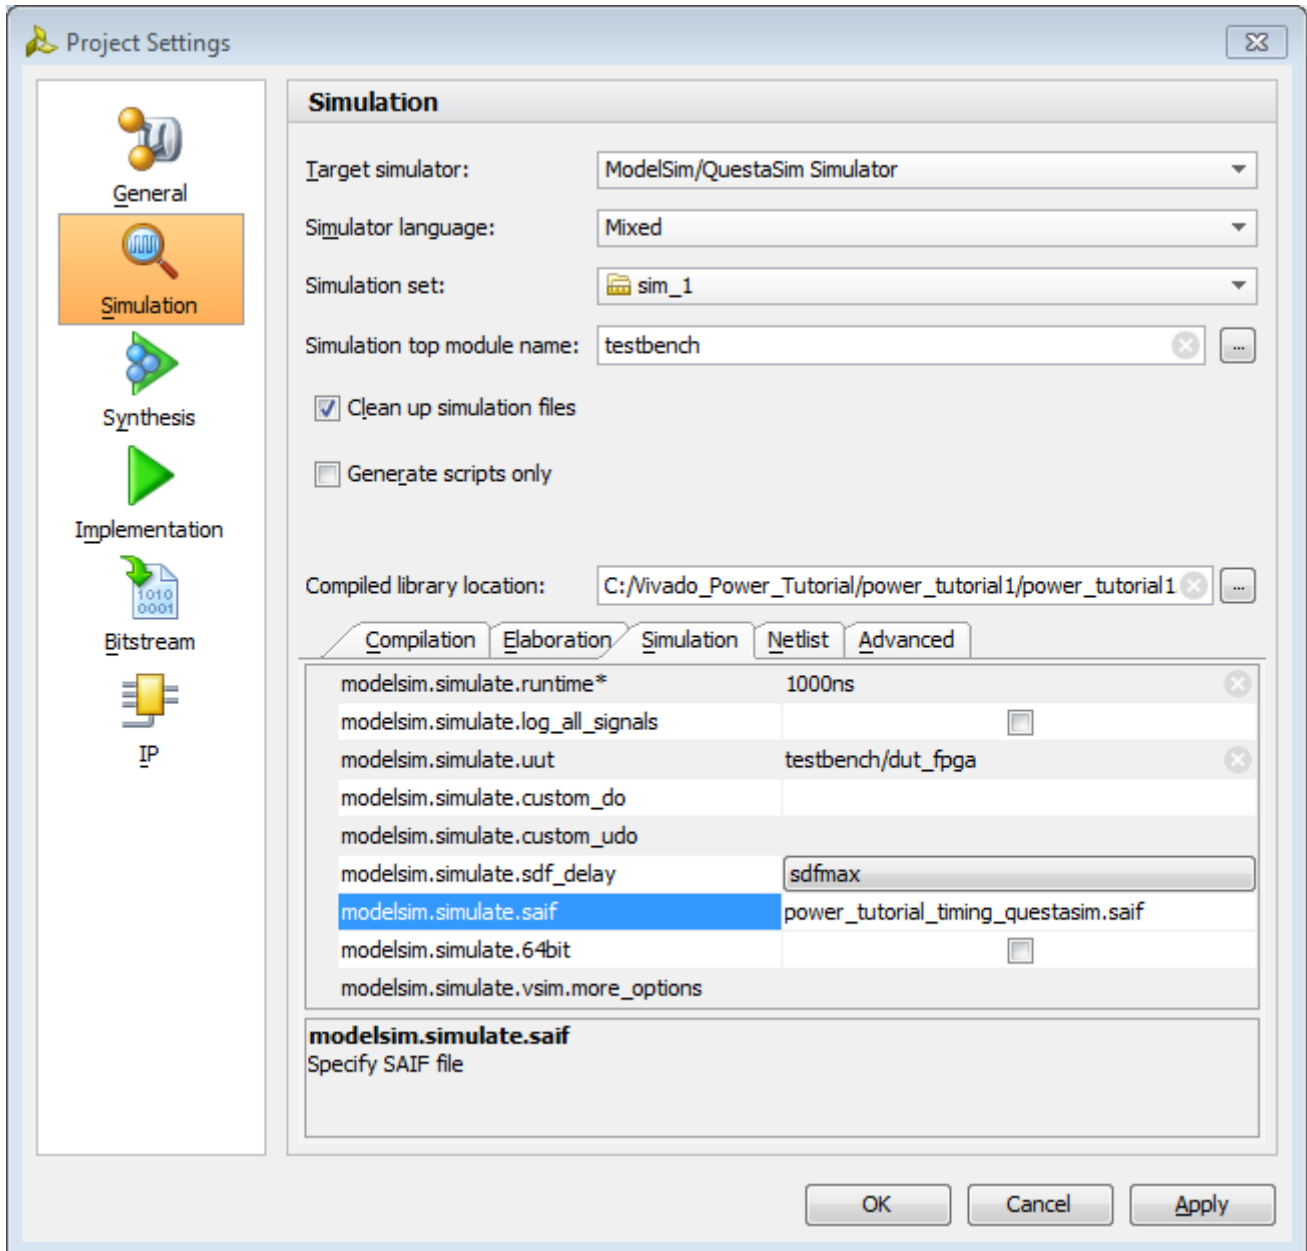 Project Settings
General
Simulation
Synthesis
Implementation
1010
0001
Bitstream
IP
Simulation
Target simulator: ModelSim/QuestaSim Simulator
Simulator language: Mixed
Simulation set: sim_1
Simulation top module name: testbench ...
Clean up simulation files
Generate scripts only
Compiled library location: C:/Vivado_Power_Tutorial/power_tutorial1/power_tutorial1. ...
Compilation Elaboration Simulation Netlist Advanced
modelsim.simulate.runtime* 1000ns
modelsim.simulate.log_all_signals
modelsim.simulate.uut testbench/dut_fpga
modelsim.simulate.custom_do
modelsim.simulate.custom_udo
modelsim.simulate.sdf_delay sdfmax
modelsim.simulate.saif power_tutorial_timing_questasim.saif
modelsim.simulate.64bit
modelsim.simulate.vsim.more_options
modelsim.simulate.saif
Specify SAIF file
OK Cancel Apply